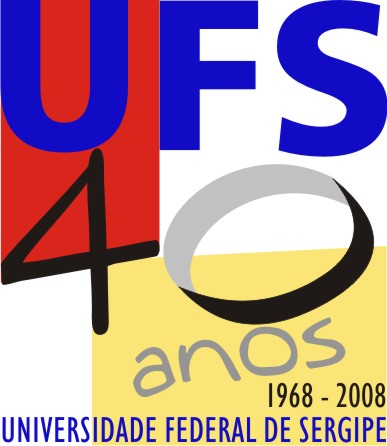 UFS
40
anos
1968 - 2008
UNIVERSIDADE FEDERAL DE SERGIPE